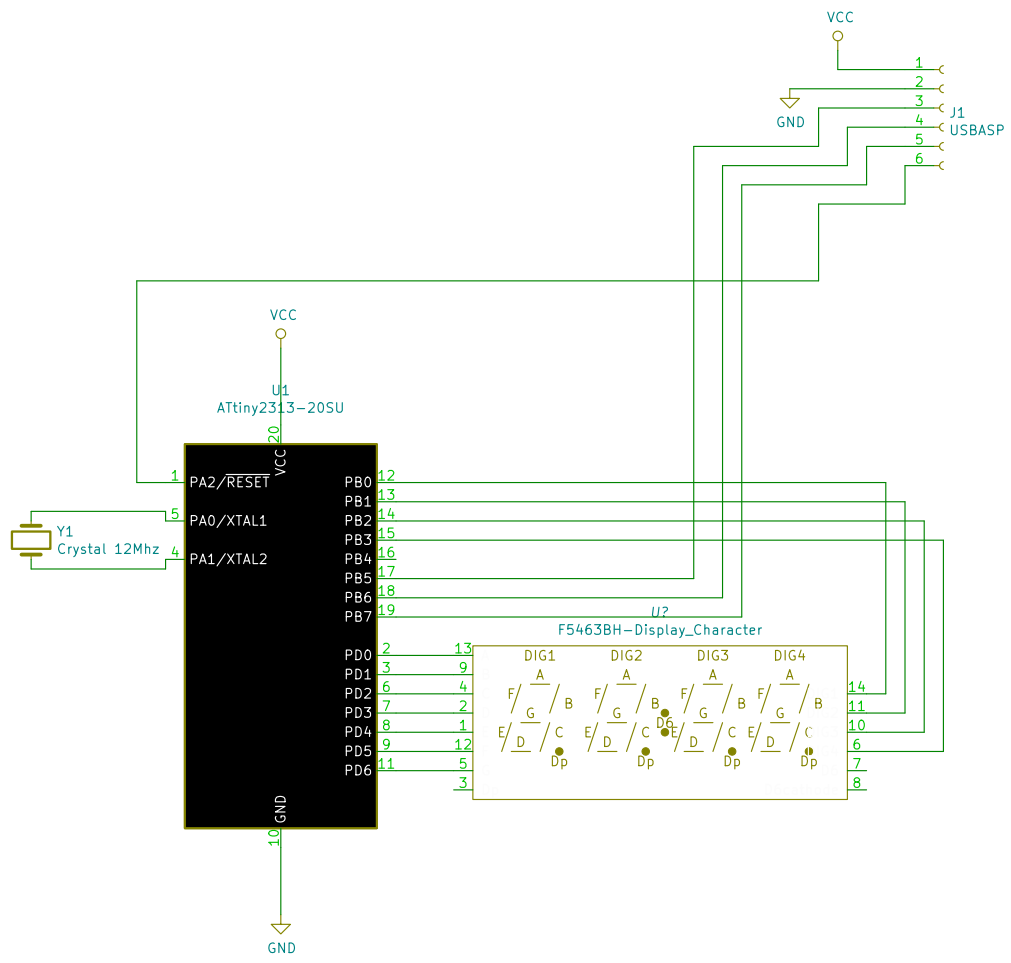 VCC
1
2
3
4
5
6
J1
USBASP
GND
VCC
U1
ATtiny2313-20SU
20
VCC
1 PA2/RESET PB0 12
PB1 13
5 PA0/XTAL1 PB2 14
Y1
Crystal 12Mhz
PB3 15
4 PA1/XTAL2 PB4 16
PB5 17
PB6 18
PB7 19
U?
F5463BH-Display_Character
PD0 2 13
DIG1 DIG2 DIG3 DIG4
PD1 3 9
A A A A
PD2 6 4
F F F F
14
B B B B
PD3 7 2
G G G G
11
D6
PD4 8 1
E C E C E C E C
10
D D D D
PD5 9 12
6
Dp Dp Dp Dp
PD6 11 5
7
3
8
GND
10
GND